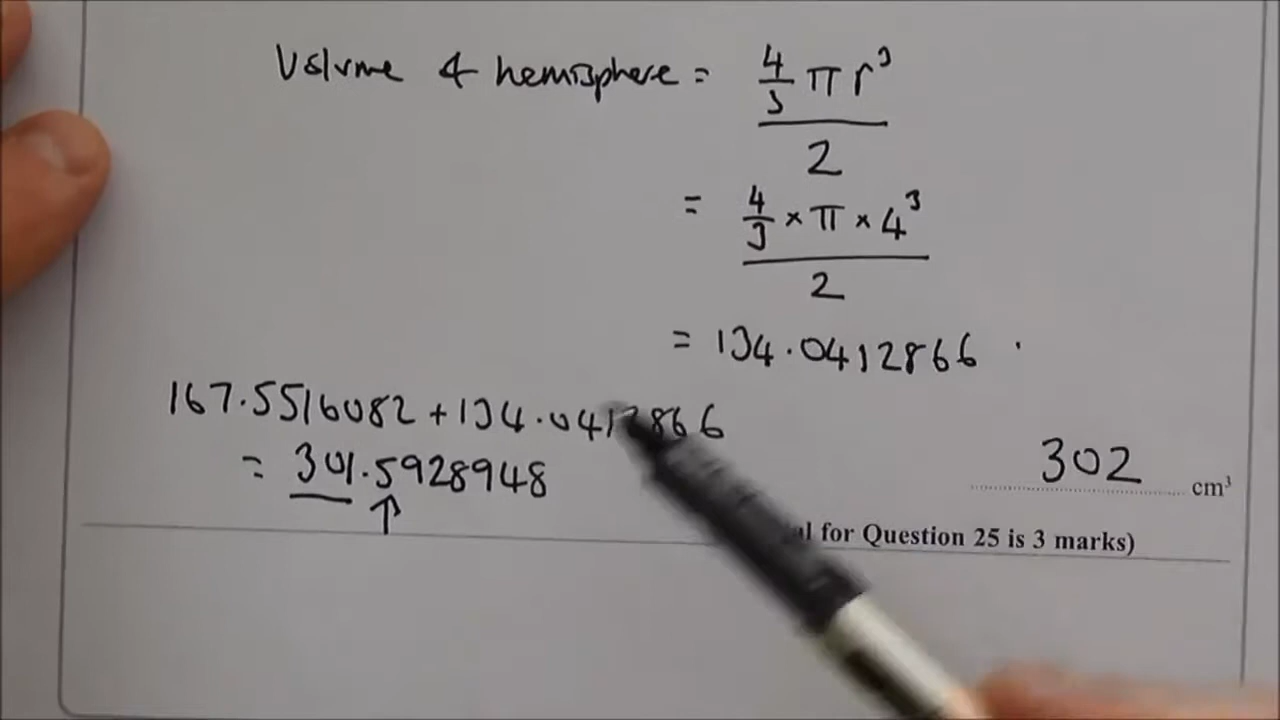 Volume of hemisphere = 4/3 π r³ / 2
= 4/3 × π × 4³ / 2
= 134.0412866
167.5516082 + 134.0412866
= 301.5928948
↑
302 cm³
for Question 25 is 3 marks)